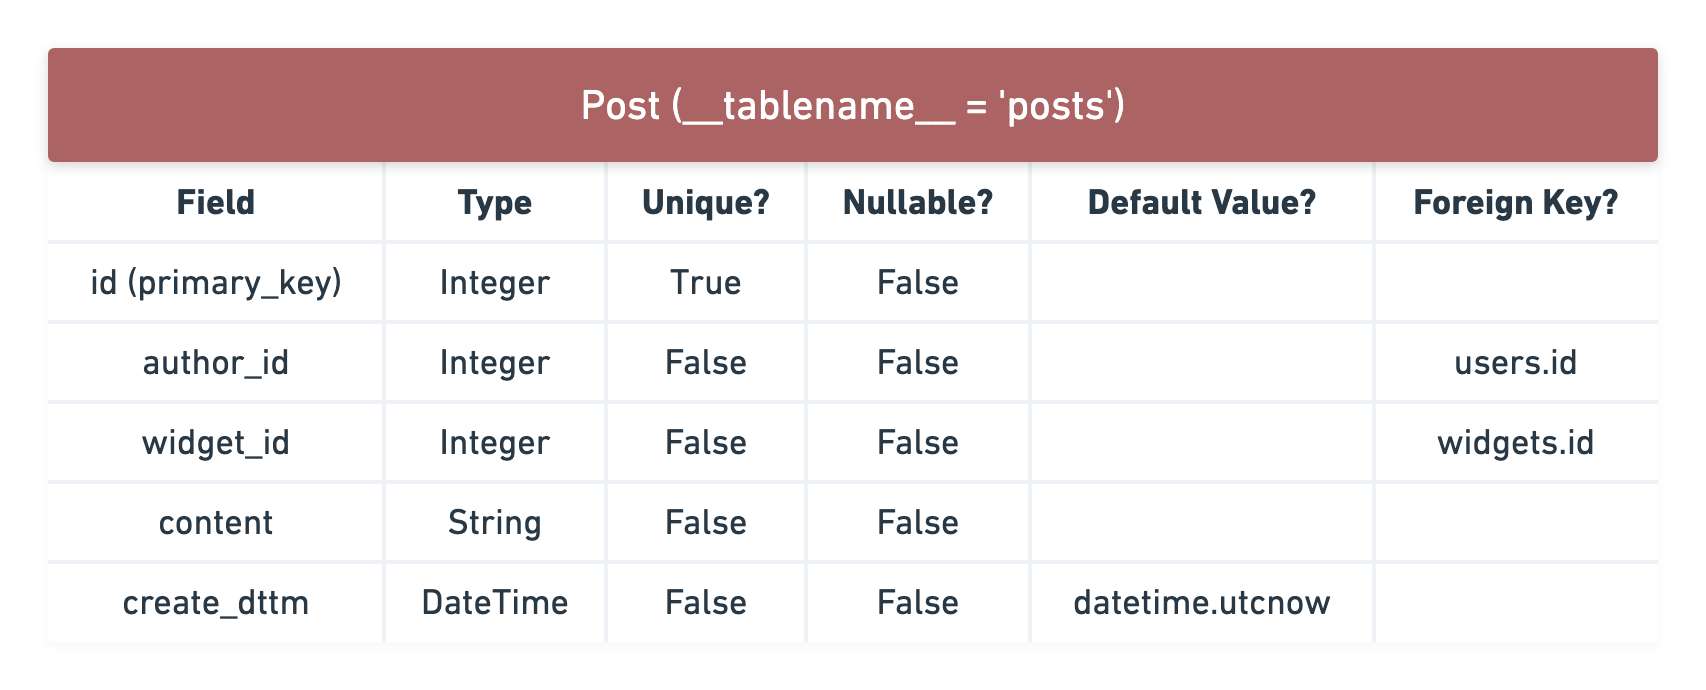 Post (__tablename__ = 'posts')
Field Type Unique? Nullable? Default Value? Foreign Key?
id (primary_key) Integer True False
author_id Integer False False users.id
widget_id Integer False False widgets.id
content String False False
create_dttm DateTime False False datetime.utcnow